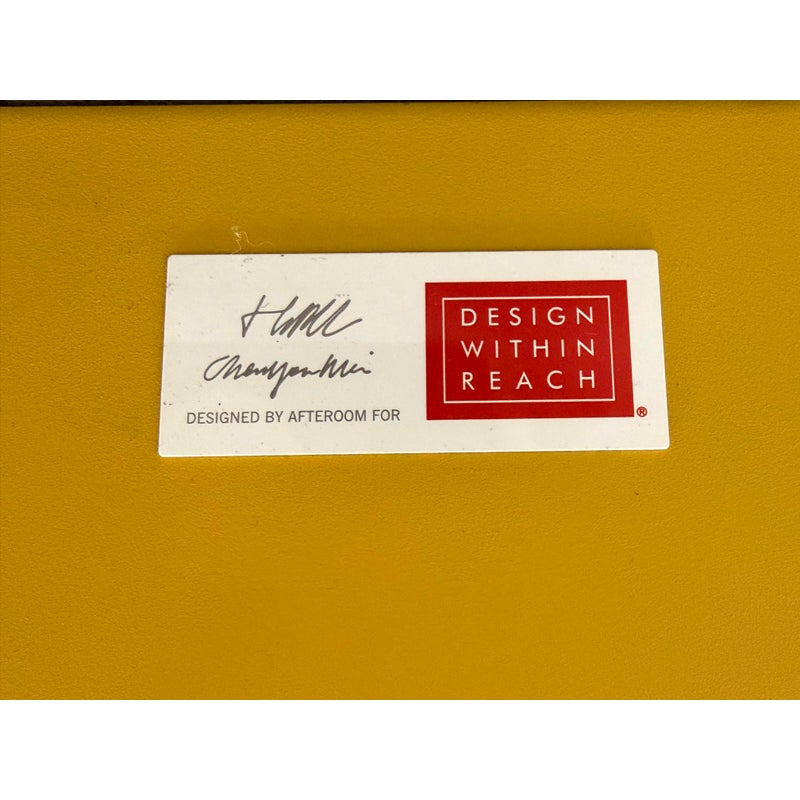 DESIGNED BY AFTEROOM FOR
DESIGN
WITHIN
REACH
®